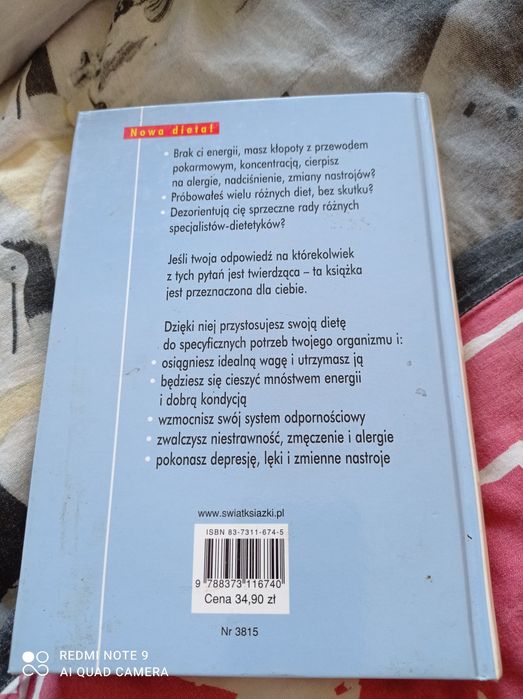 Nowa dieta!
• Brak ci energii, masz kłopoty z przewodem
pokarmowym, koncentracją, cierpisz
na alergie, nadciśnienie, zmiany nastrojów?
• Próbowałeś wielu różnych diet, bez skutku?
• Dezorientują cię sprzeczne rady różnych
specjalistów-dietetyków?
Jeśli twoja odpowiedź na którekolwiek
z tych pytań jest twierdząca – ta książka
jest przeznaczona dla ciebie.
Dzięki niej przystosujesz swoją dietę
do specyficznych potrzeb twojego organizmu i:
• osiągniesz idealną wagę i utrzymasz ją
• będziesz się cieszyć mnóstwem energii
i dobrą kondycją
• wzmocnisz swój system odpornościowy
• zwalczysz niestrawność, zmęczenie i alergie
• pokonasz depresję, lęki i zmienne nastroje
www.swiatksiazki.pl
ISBN 83-7311-674-5
9 788373 116740
Cena 34,90 zł
Nr 3815
REDMI NOTE 9
AI QUAD CAMERA